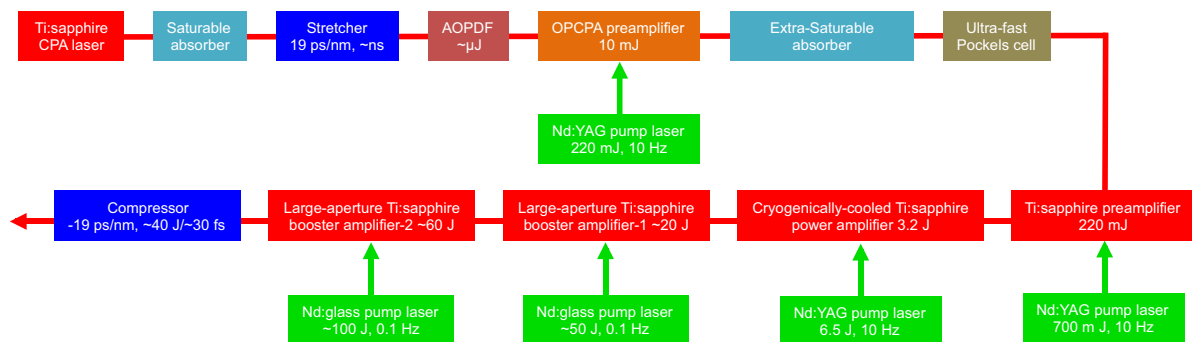 Ti:sapphire
CPA laser
Saturable
absorber
Stretcher
19 ps/nm, ~ns
AOPDF
~μJ
OPCPA preamplifier
10 mJ
Extra-Saturable
absorber
Ultra-fast
Pockels cell
Nd:YAG pump laser
220 mJ, 10 Hz
Compressor
-19 ps/nm, ~40 J/~30 fs
Large-aperture Ti:sapphire
booster amplifier-2 ~60 J
Large-aperture Ti:sapphire
booster amplifier-1 ~20 J
Cryogenically-cooled Ti:sapphire
power amplifier 3.2 J
Ti:sapphire preamplifier
220 mJ
Nd:glass pump laser
~100 J, 0.1 Hz
Nd:glass pump laser
~50 J, 0.1 Hz
Nd:YAG pump laser
6.5 J, 10 Hz
Nd:YAG pump laser
700 m J, 10 Hz